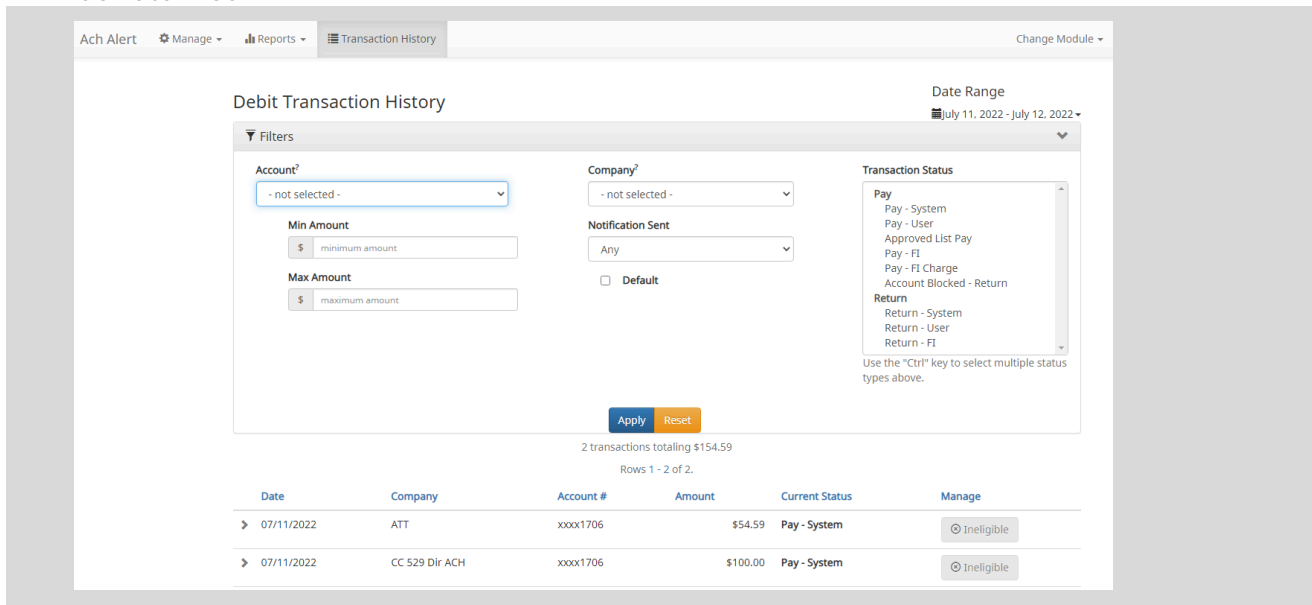 Ach Alert Manage Reports Transaction History Change Module
Debit Transaction History
Date Range
July 11, 2022 - July 12, 2022
Filters
Account?
- not selected -
Min Amount
$ minimum amount
Max Amount
$ maximum amount
Company?
- not selected -
Notification Sent
Any
Default
Transaction Status
Pay
Pay - System
Pay - User
Approved List Pay
Pay - FI
Pay - FI Charge
Account Blocked - Return
Return
Return - System
Return - User
Return - FI
Use the "Ctrl" key to select multiple status
types above.
Apply Reset
2 transactions totaling $154.59
Rows 1 - 2 of 2.
Date Company Account # Amount Current Status Manage
07/11/2022 ATT xxxx1706 $54.59 Pay - System Ineligible
07/11/2022 CC 529 Dir ACH xxxx1706 $100.00 Pay - System Ineligible